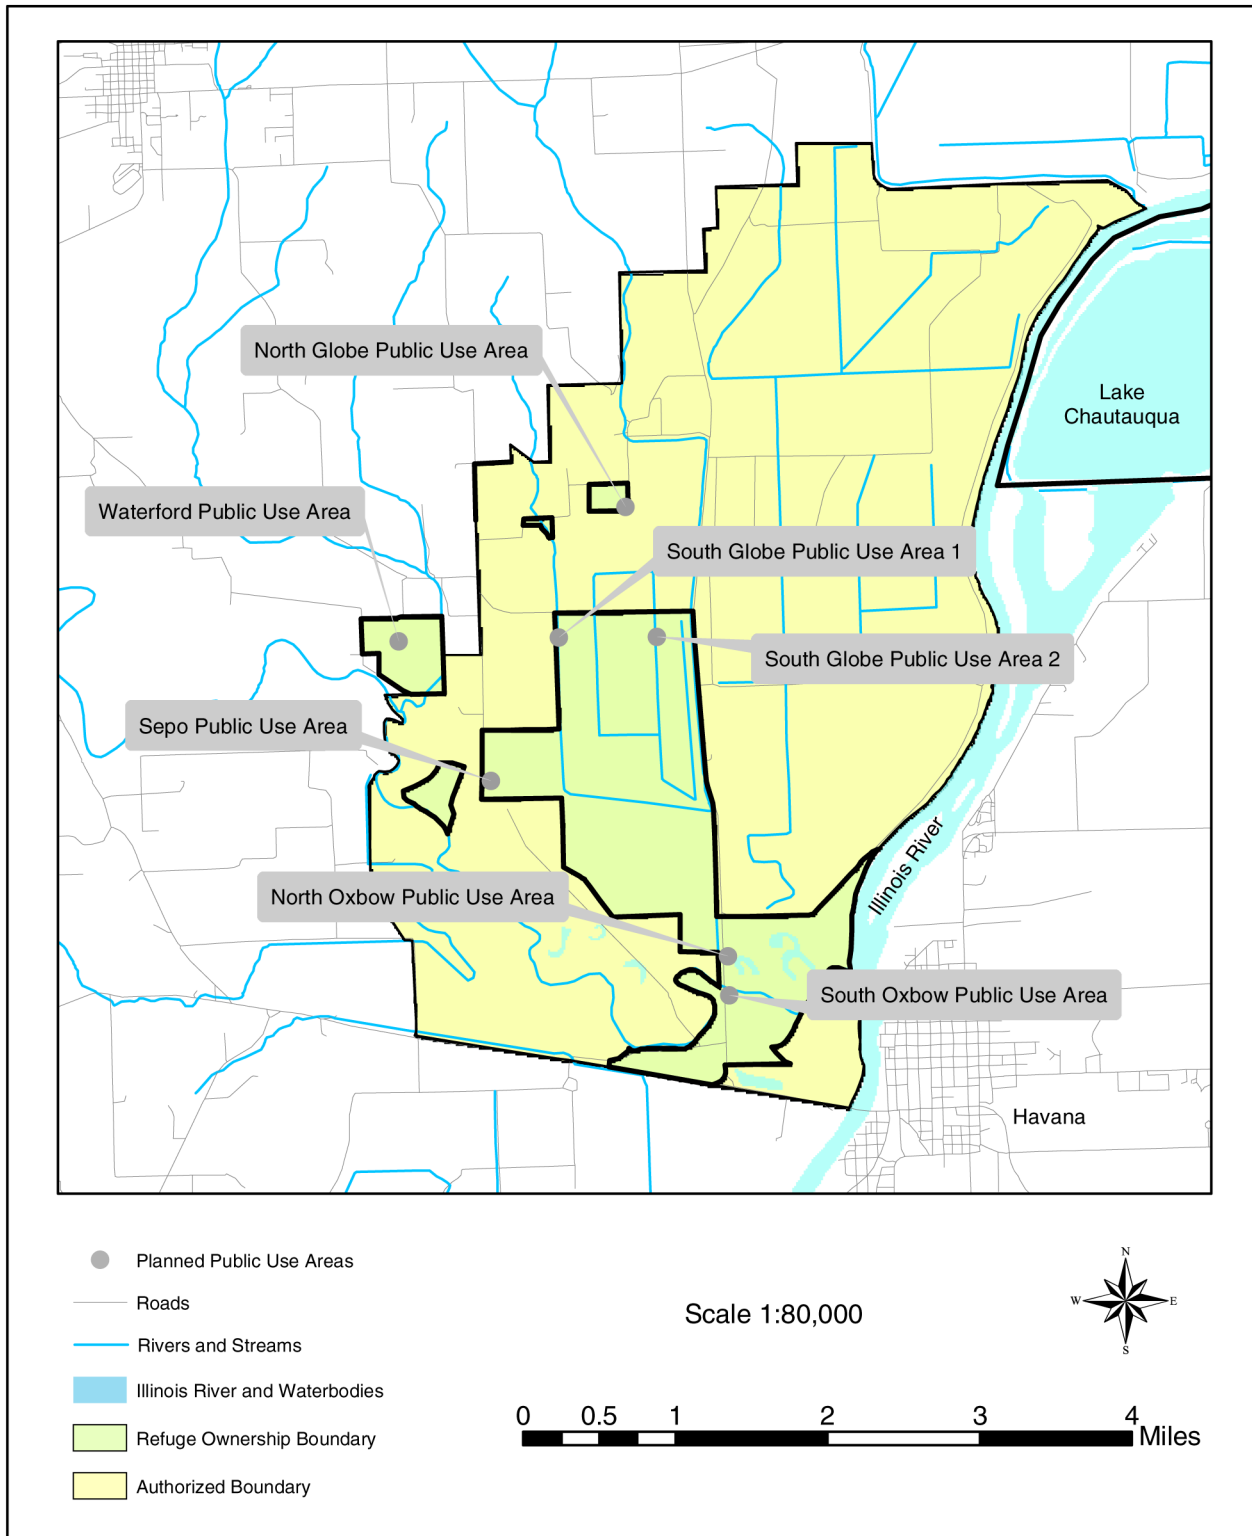 North Globe Public Use Area
Lake
Chautauqua
Waterford Public Use Area
South Globe Public Use Area 1
South Globe Public Use Area 2
Sepo Public Use Area
Illinois River
North Oxbow Public Use Area
South Oxbow Public Use Area
Havana
Planned Public Use Areas
Roads
Rivers and Streams
Illinois River and Waterbodies
Refuge Ownership Boundary
Authorized Boundary
Scale 1:80,000
N
W E
S
0 0.5 1 2 3 4
Miles